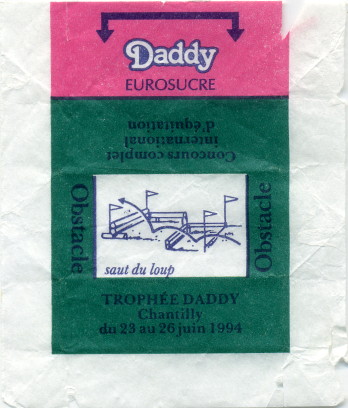 Daddy
EUROSUCRE
Concours complet
international
d'équitation
Obstacle
Obstacle
saut du loup
TROPHÉE DADDY
Chantilly
du 23 au 26 juin 1994